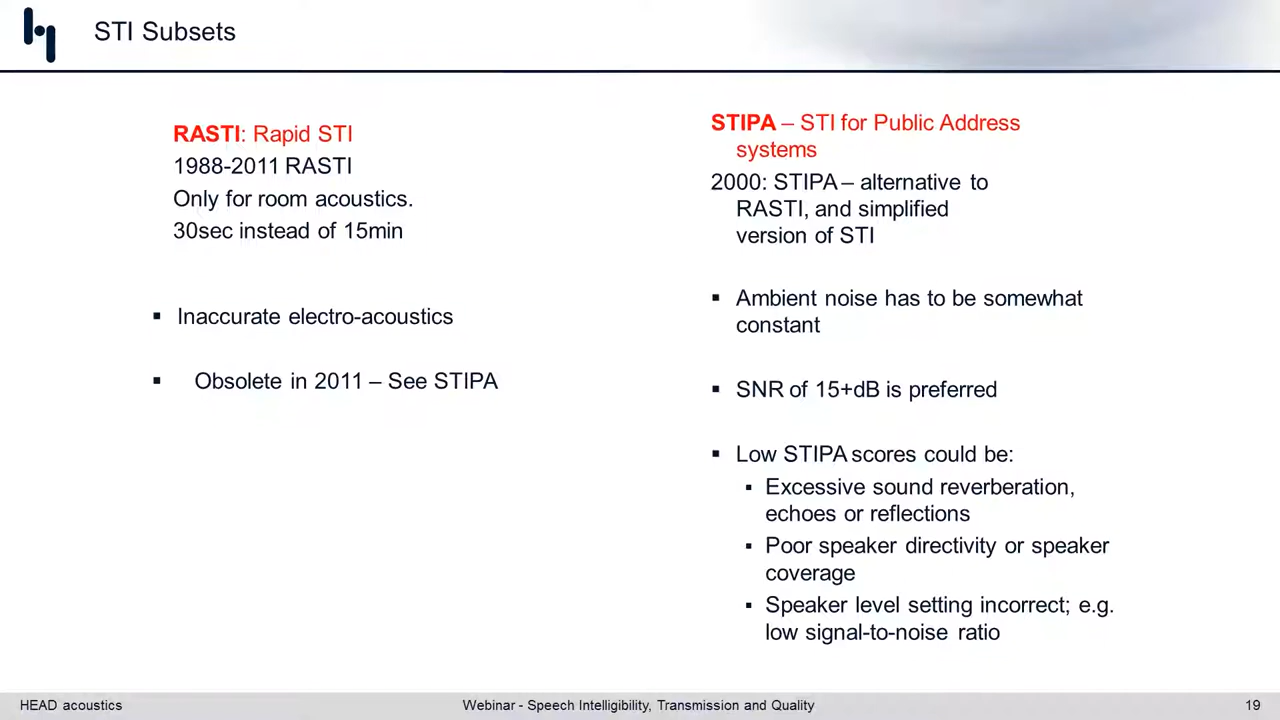 STI Subsets
RASTI: Rapid STI
1988-2011 RASTI
Only for room acoustics.
30sec instead of 15min
▪ Inaccurate electro-acoustics
▪ Obsolete in 2011 – See STIPA
STIPA – STI for Public Address
systems
2000: STIPA – alternative to
RASTI, and simplified
version of STI
▪ Ambient noise has to be somewhat
constant
▪ SNR of 15+dB is preferred
▪ Low STIPA scores could be:
▪ Excessive sound reverberation,
echoes or reflections
▪ Poor speaker directivity or speaker
coverage
▪ Speaker level setting incorrect; e.g.
low signal-to-noise ratio
HEAD acoustics
Webinar - Speech Intelligibility, Transmission and Quality
19